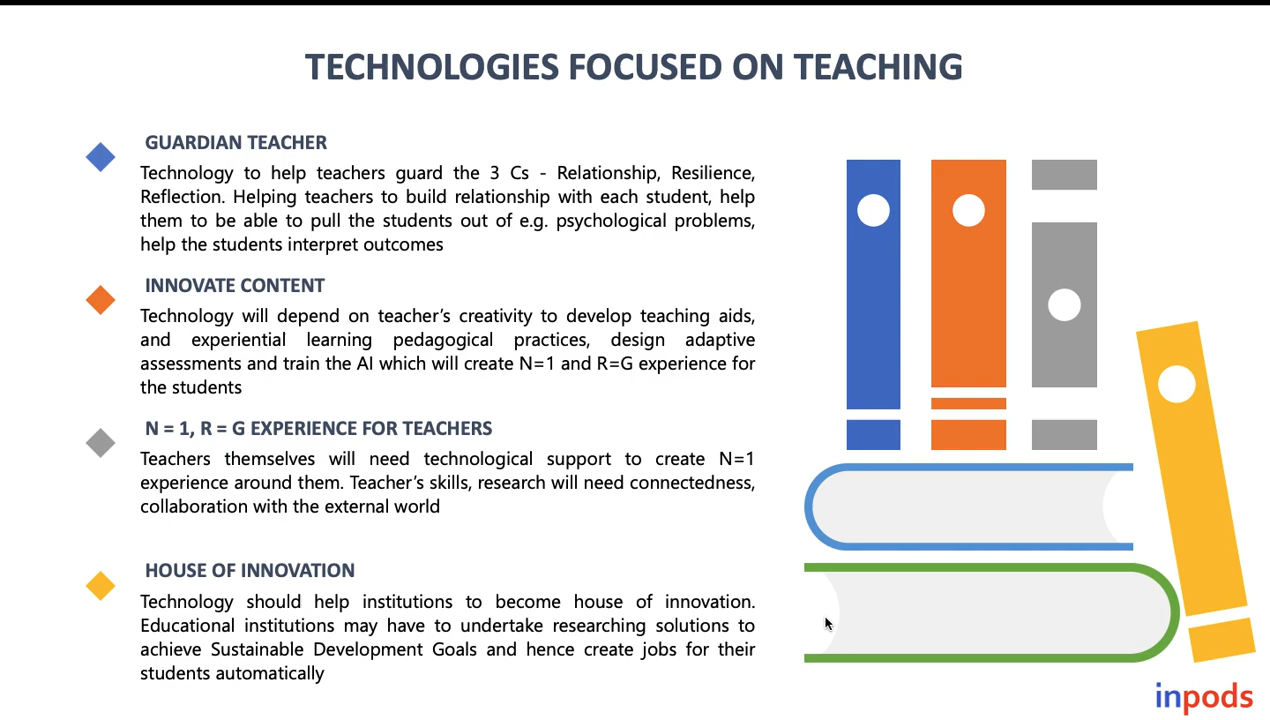 TECHNOLOGIES FOCUSED ON TEACHING
GUARDIAN TEACHER
Technology to help teachers guard the 3 Cs - Relationship, Resilience,
Reflection. Helping teachers to build relationship with each student, help
them to be able to pull the students out of e.g. psychological problems,
help the students interpret outcomes
INNOVATE CONTENT
Technology will depend on teacher’s creativity to develop teaching aids,
and experiential learning pedagogical practices, design adaptive
assessments and train the AI which will create N=1 and R=G experience for
the students
N = 1, R = G EXPERIENCE FOR TEACHERS
Teachers themselves will need technological support to create N=1
experience around them. Teacher’s skills, research will need connectedness,
collaboration with the external world
HOUSE OF INNOVATION
Technology should help institutions to become house of innovation.
Educational institutions may have to undertake researching solutions to
achieve Sustainable Development Goals and hence create jobs for their
students automatically
inpods